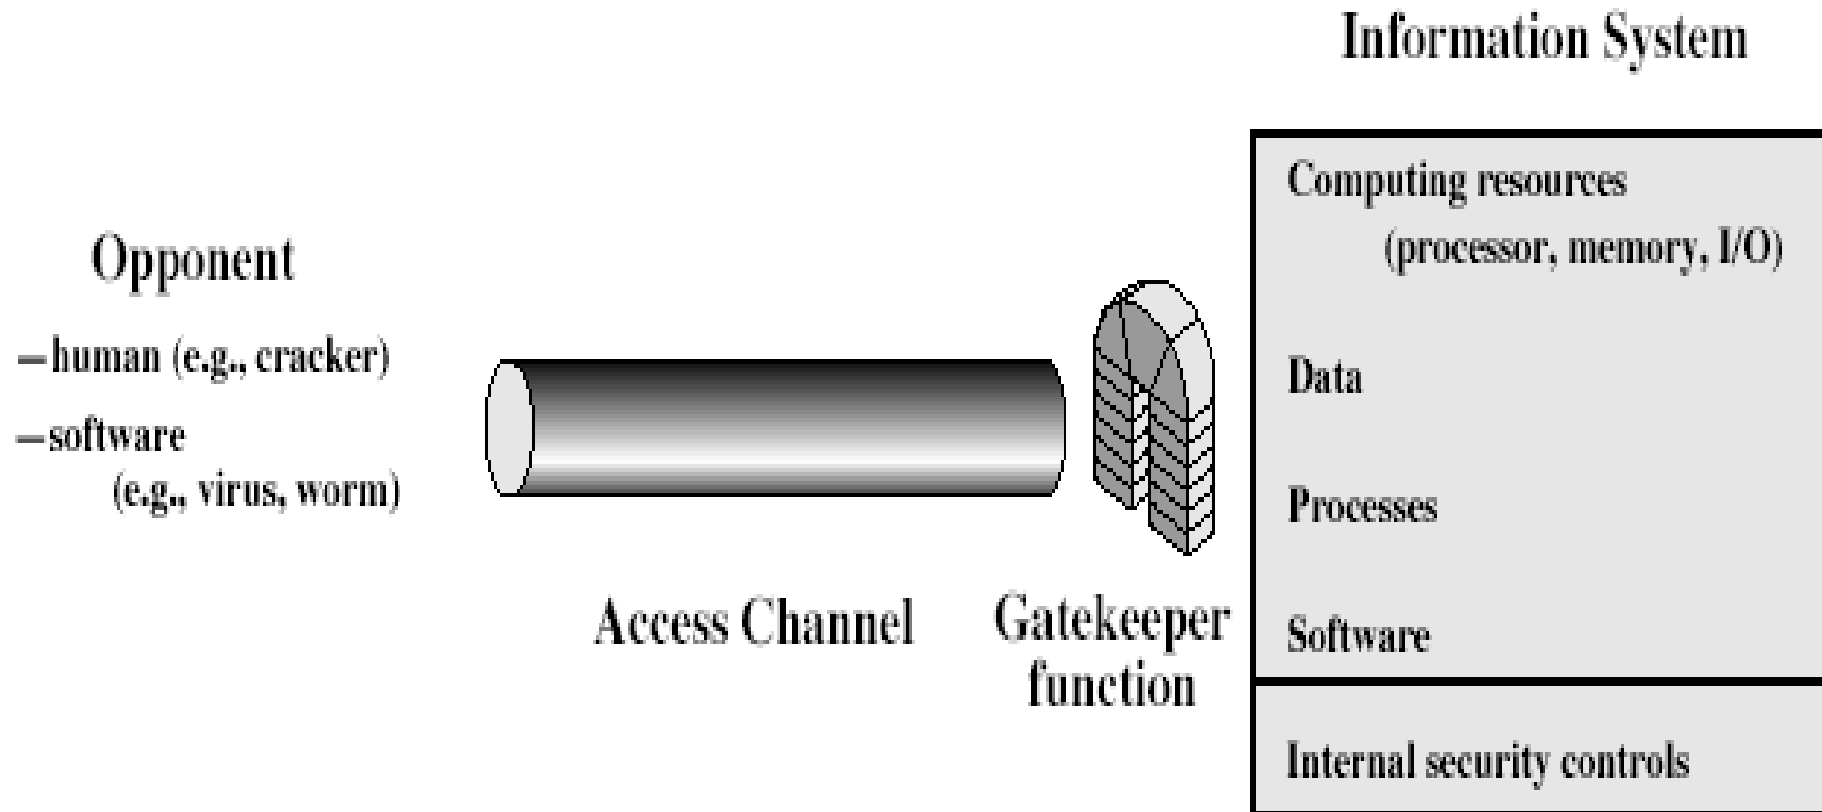 Information System
Opponent
—human (e.g., cracker)
—software
(e.g., virus, worm)
Access Channel
Gatekeeper
function
Computing resources
(processor, memory, I/O)
Data
Processes
Software
Internal security controls